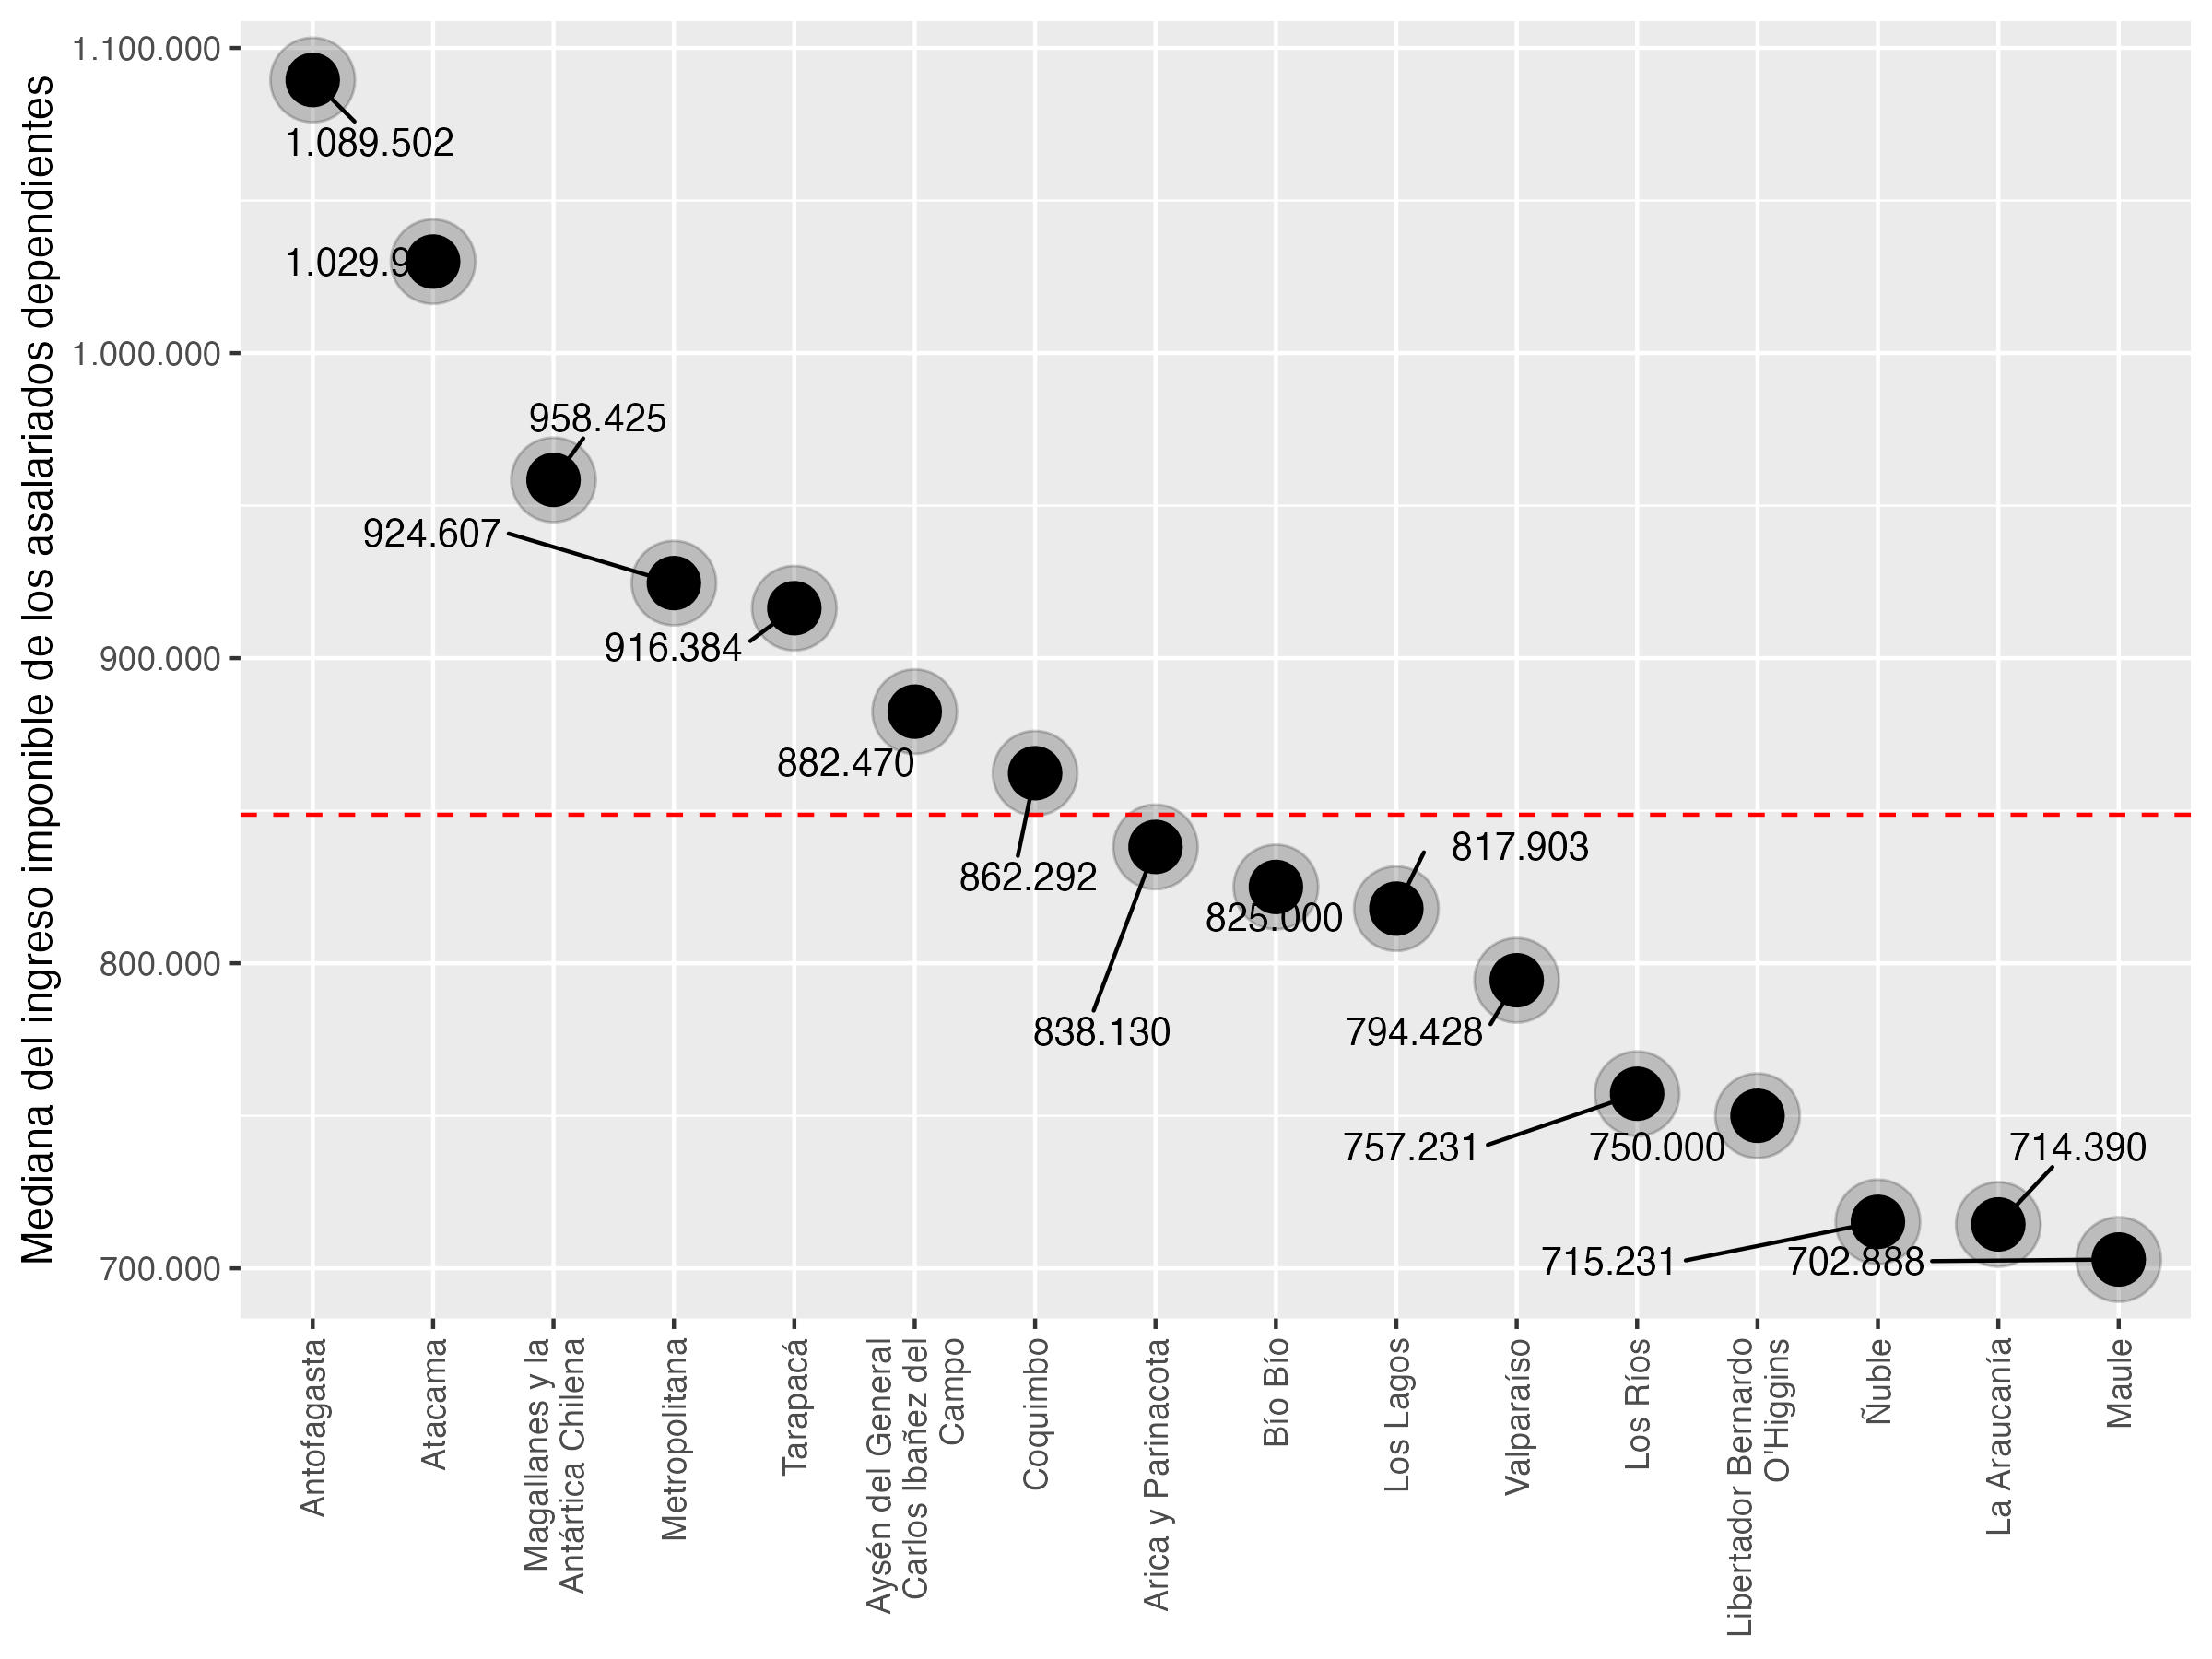 Mediana del ingreso imponible de los asalariados dependientes
1.100.000
1.000.000
900.000
800.000
700.000
1.089.502
958.425
924.607
916.384
882.470
862.292
838.130
825.000
817.903
794.428
757.231
750.000
715.231
714.390
702.888
Antofagasta
Atacama
Magallanes y la
Antártica Chilena
Metropolitana
Tarapacá
Aysén del General
Carlos Ibañez del
Campo
Coquimbo
Arica y Parinacota
Bío Bío
Los Lagos
Valparaíso
Los Ríos
Libertador Bernardo
O'Higgins
Ñuble
La Araucanía
Maule